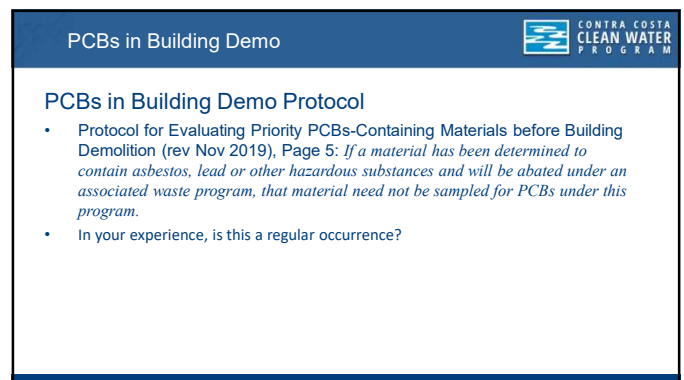 PCBs in Building Demo
CONTRA COSTA
CLEAN WATER
PROGRAM
PCBs in Building Demo Protocol
• Protocol for Evaluating Priority PCBs-Containing Materials before Building
Demolition (rev Nov 2019), Page 5: If a material has been determined to
contain asbestos, lead or other hazardous substances and will be abated under an
associated waste program, that material need not be sampled for PCBs under this
program.
• In your experience, is this a regular occurrence?